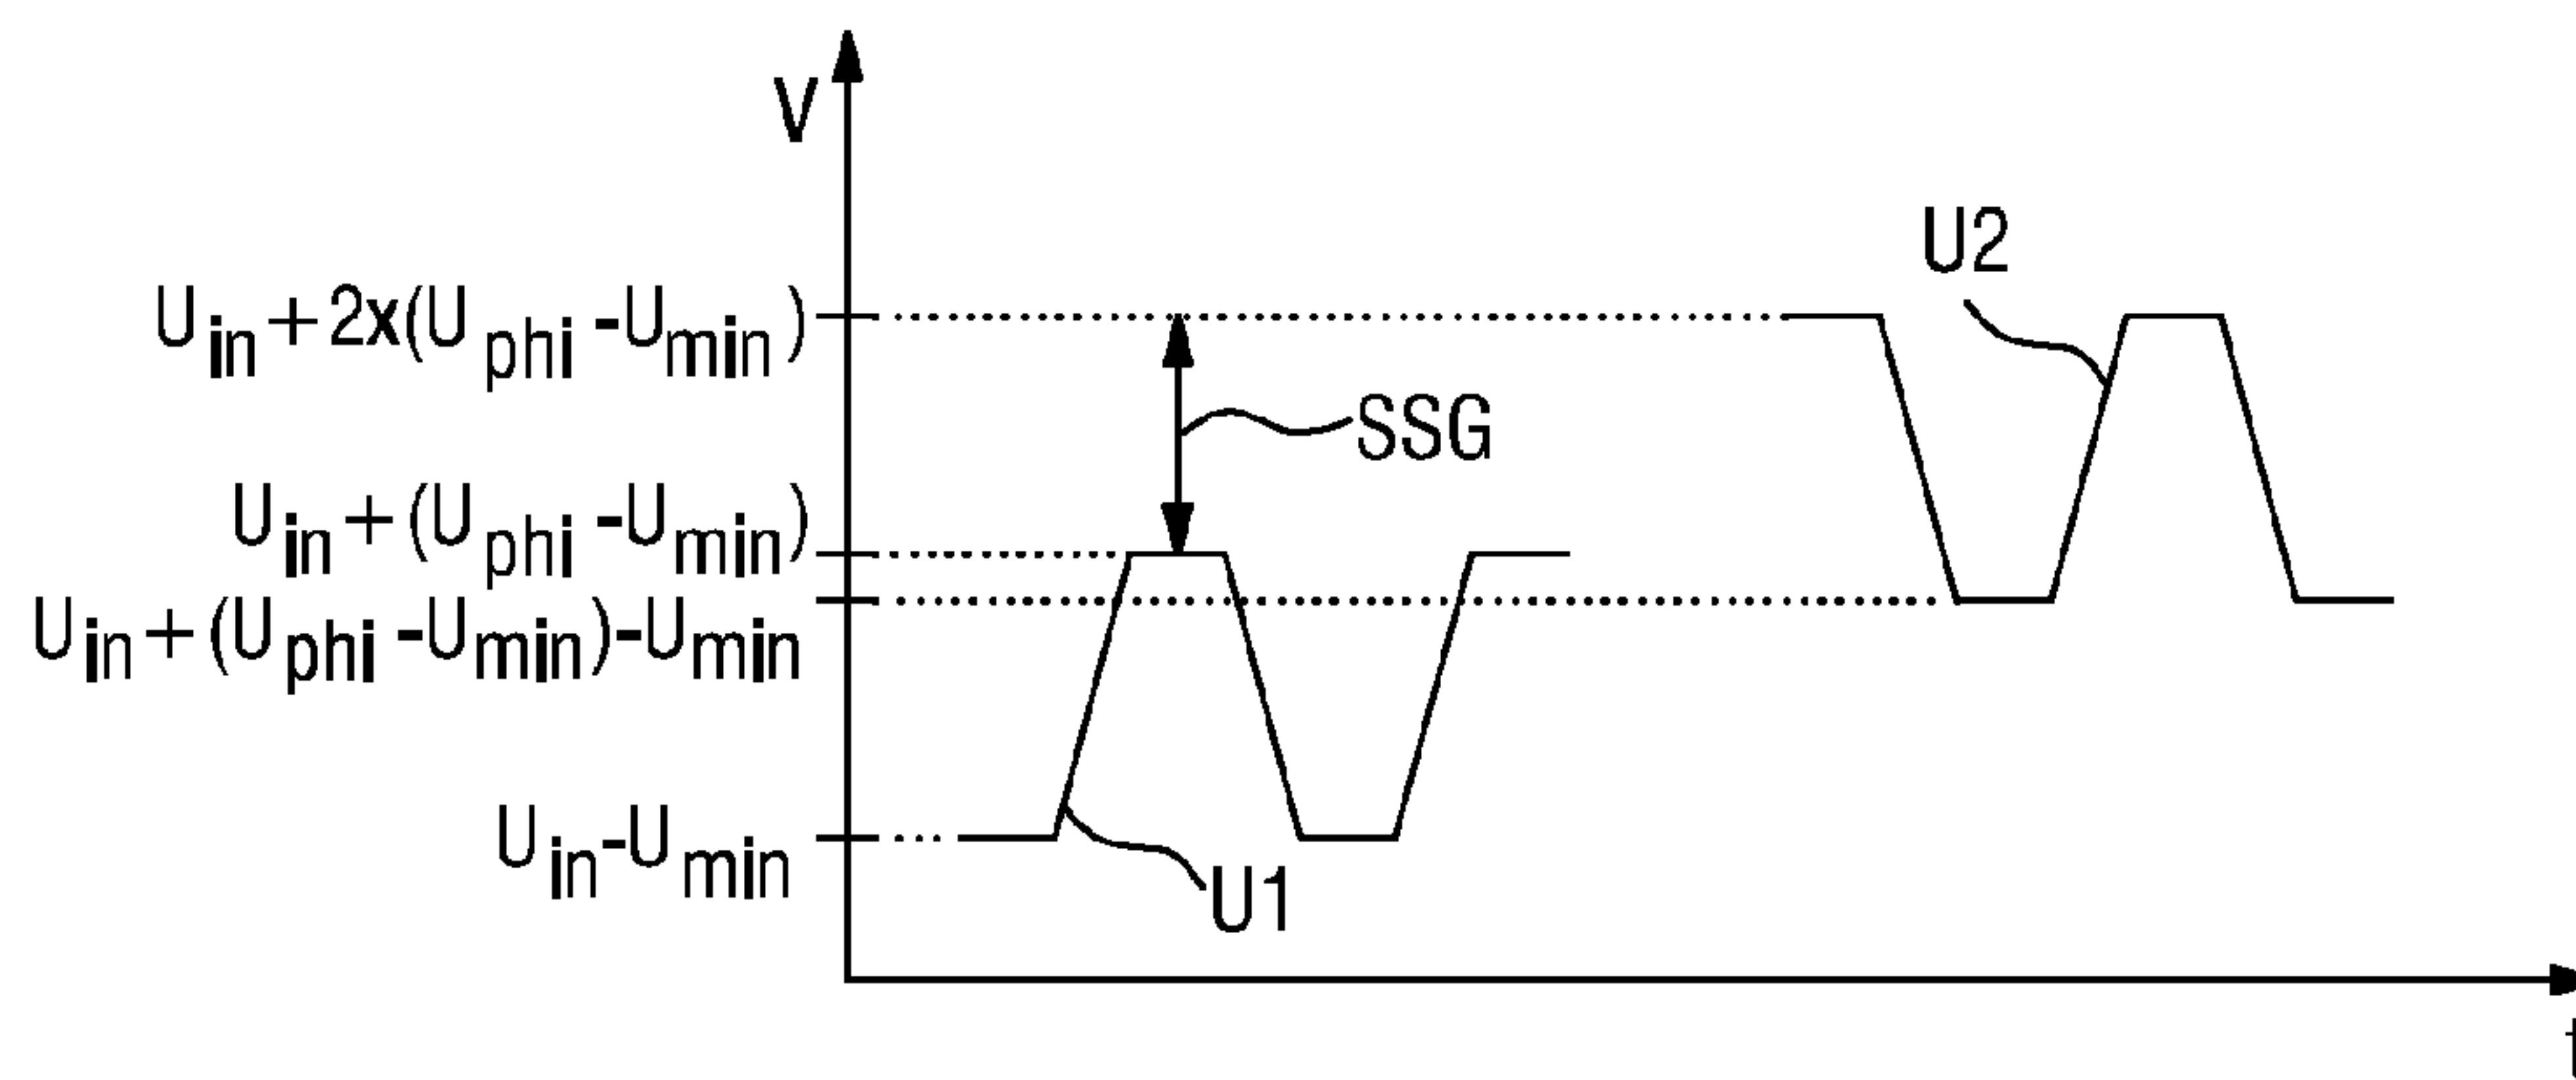 V
U2
Uin+2x(Uphi-Umin)
SSG
Uin+(Uphi-Umin)
Uin+(Uphi-Umin)-Umin
Uin-Umin
U1
t